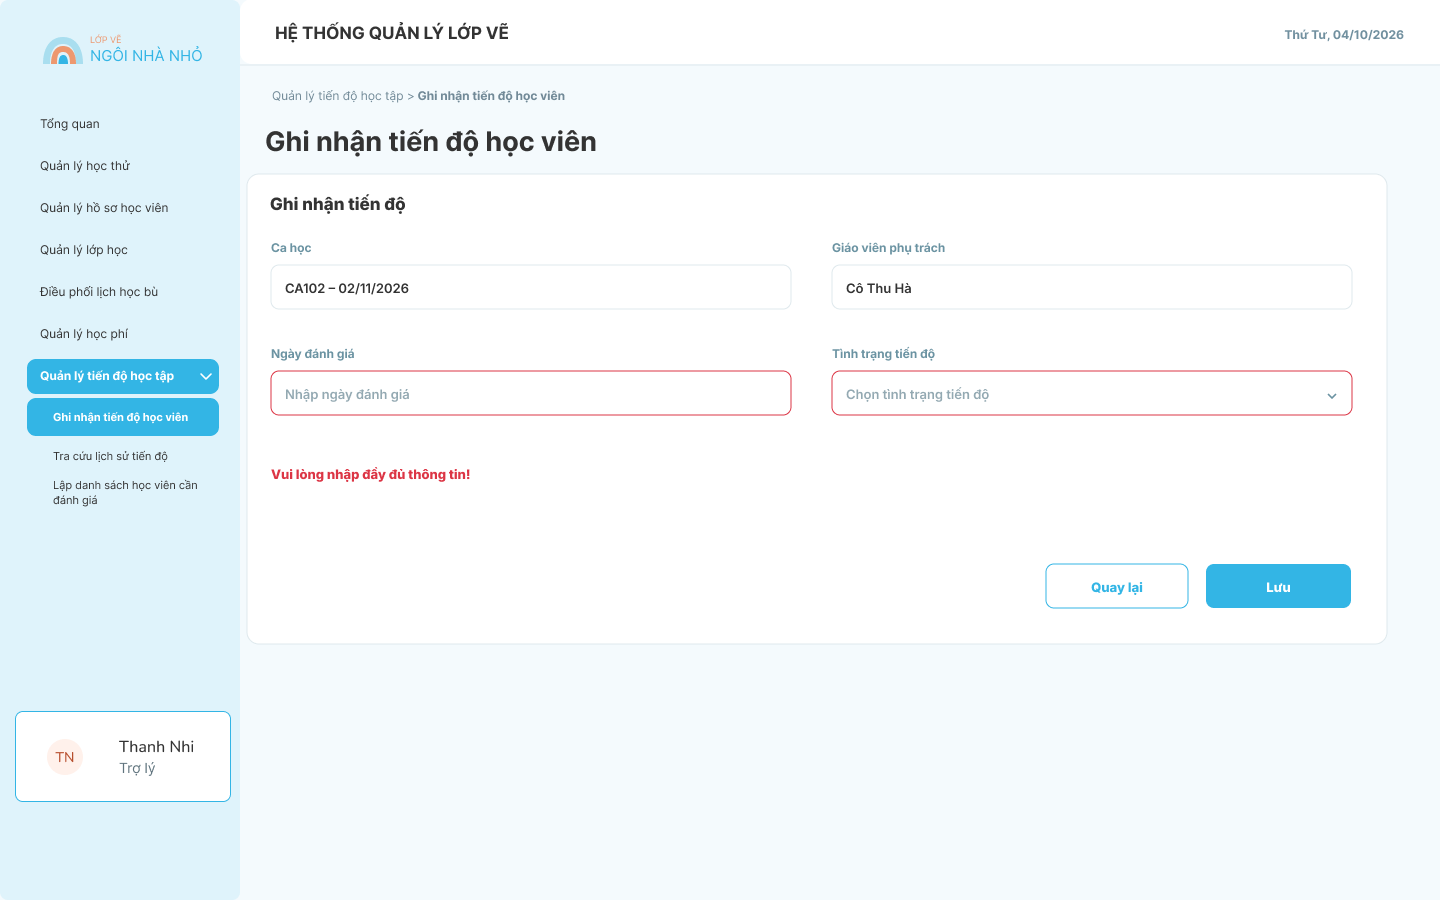 LỚP VẼ
NGÔI NHÀ NHỎ
Tổng quan
Quản lý học thử
Quản lý hồ sơ học viên
Quản lý lớp học
Điều phối lịch học bù
Quản lý học phí
Quản lý tiến độ học tập
Ghi nhận tiến độ học viên
Tra cứu lịch sử tiến độ
Lập danh sách học viên cần
đánh giá
TN
Thanh Nhi
Trợ lý
HỆ THỐNG QUẢN LÝ LỚP VẼ
Thứ Tư, 04/10/2026
Quản lý tiến độ học tập > Ghi nhận tiến độ học viên
Ghi nhận tiến độ học viên
Ghi nhận tiến độ
Ca học
Giáo viên phụ trách
CA102 – 02/11/2026
Cô Thu Hà
Ngày đánh giá
Tình trạng tiến độ
Nhập ngày đánh giá
Chọn tình trạng tiến độ
Vui lòng nhập đầy đủ thông tin!
Quay lại
Lưu